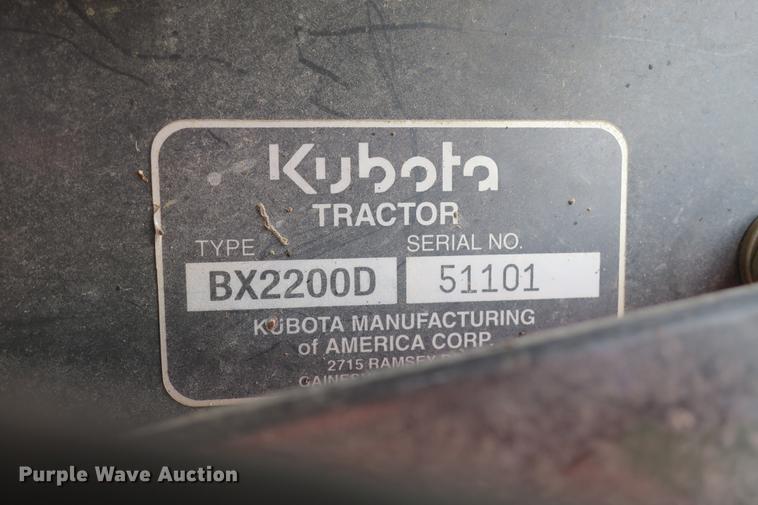 Kubota
TRACTOR
TYPE SERIAL NO.
BX2200D 51101
KUBOTA MANUFACTURING
of AMERICA CORP.
2715 RAMSEY
Purple Wave Auction